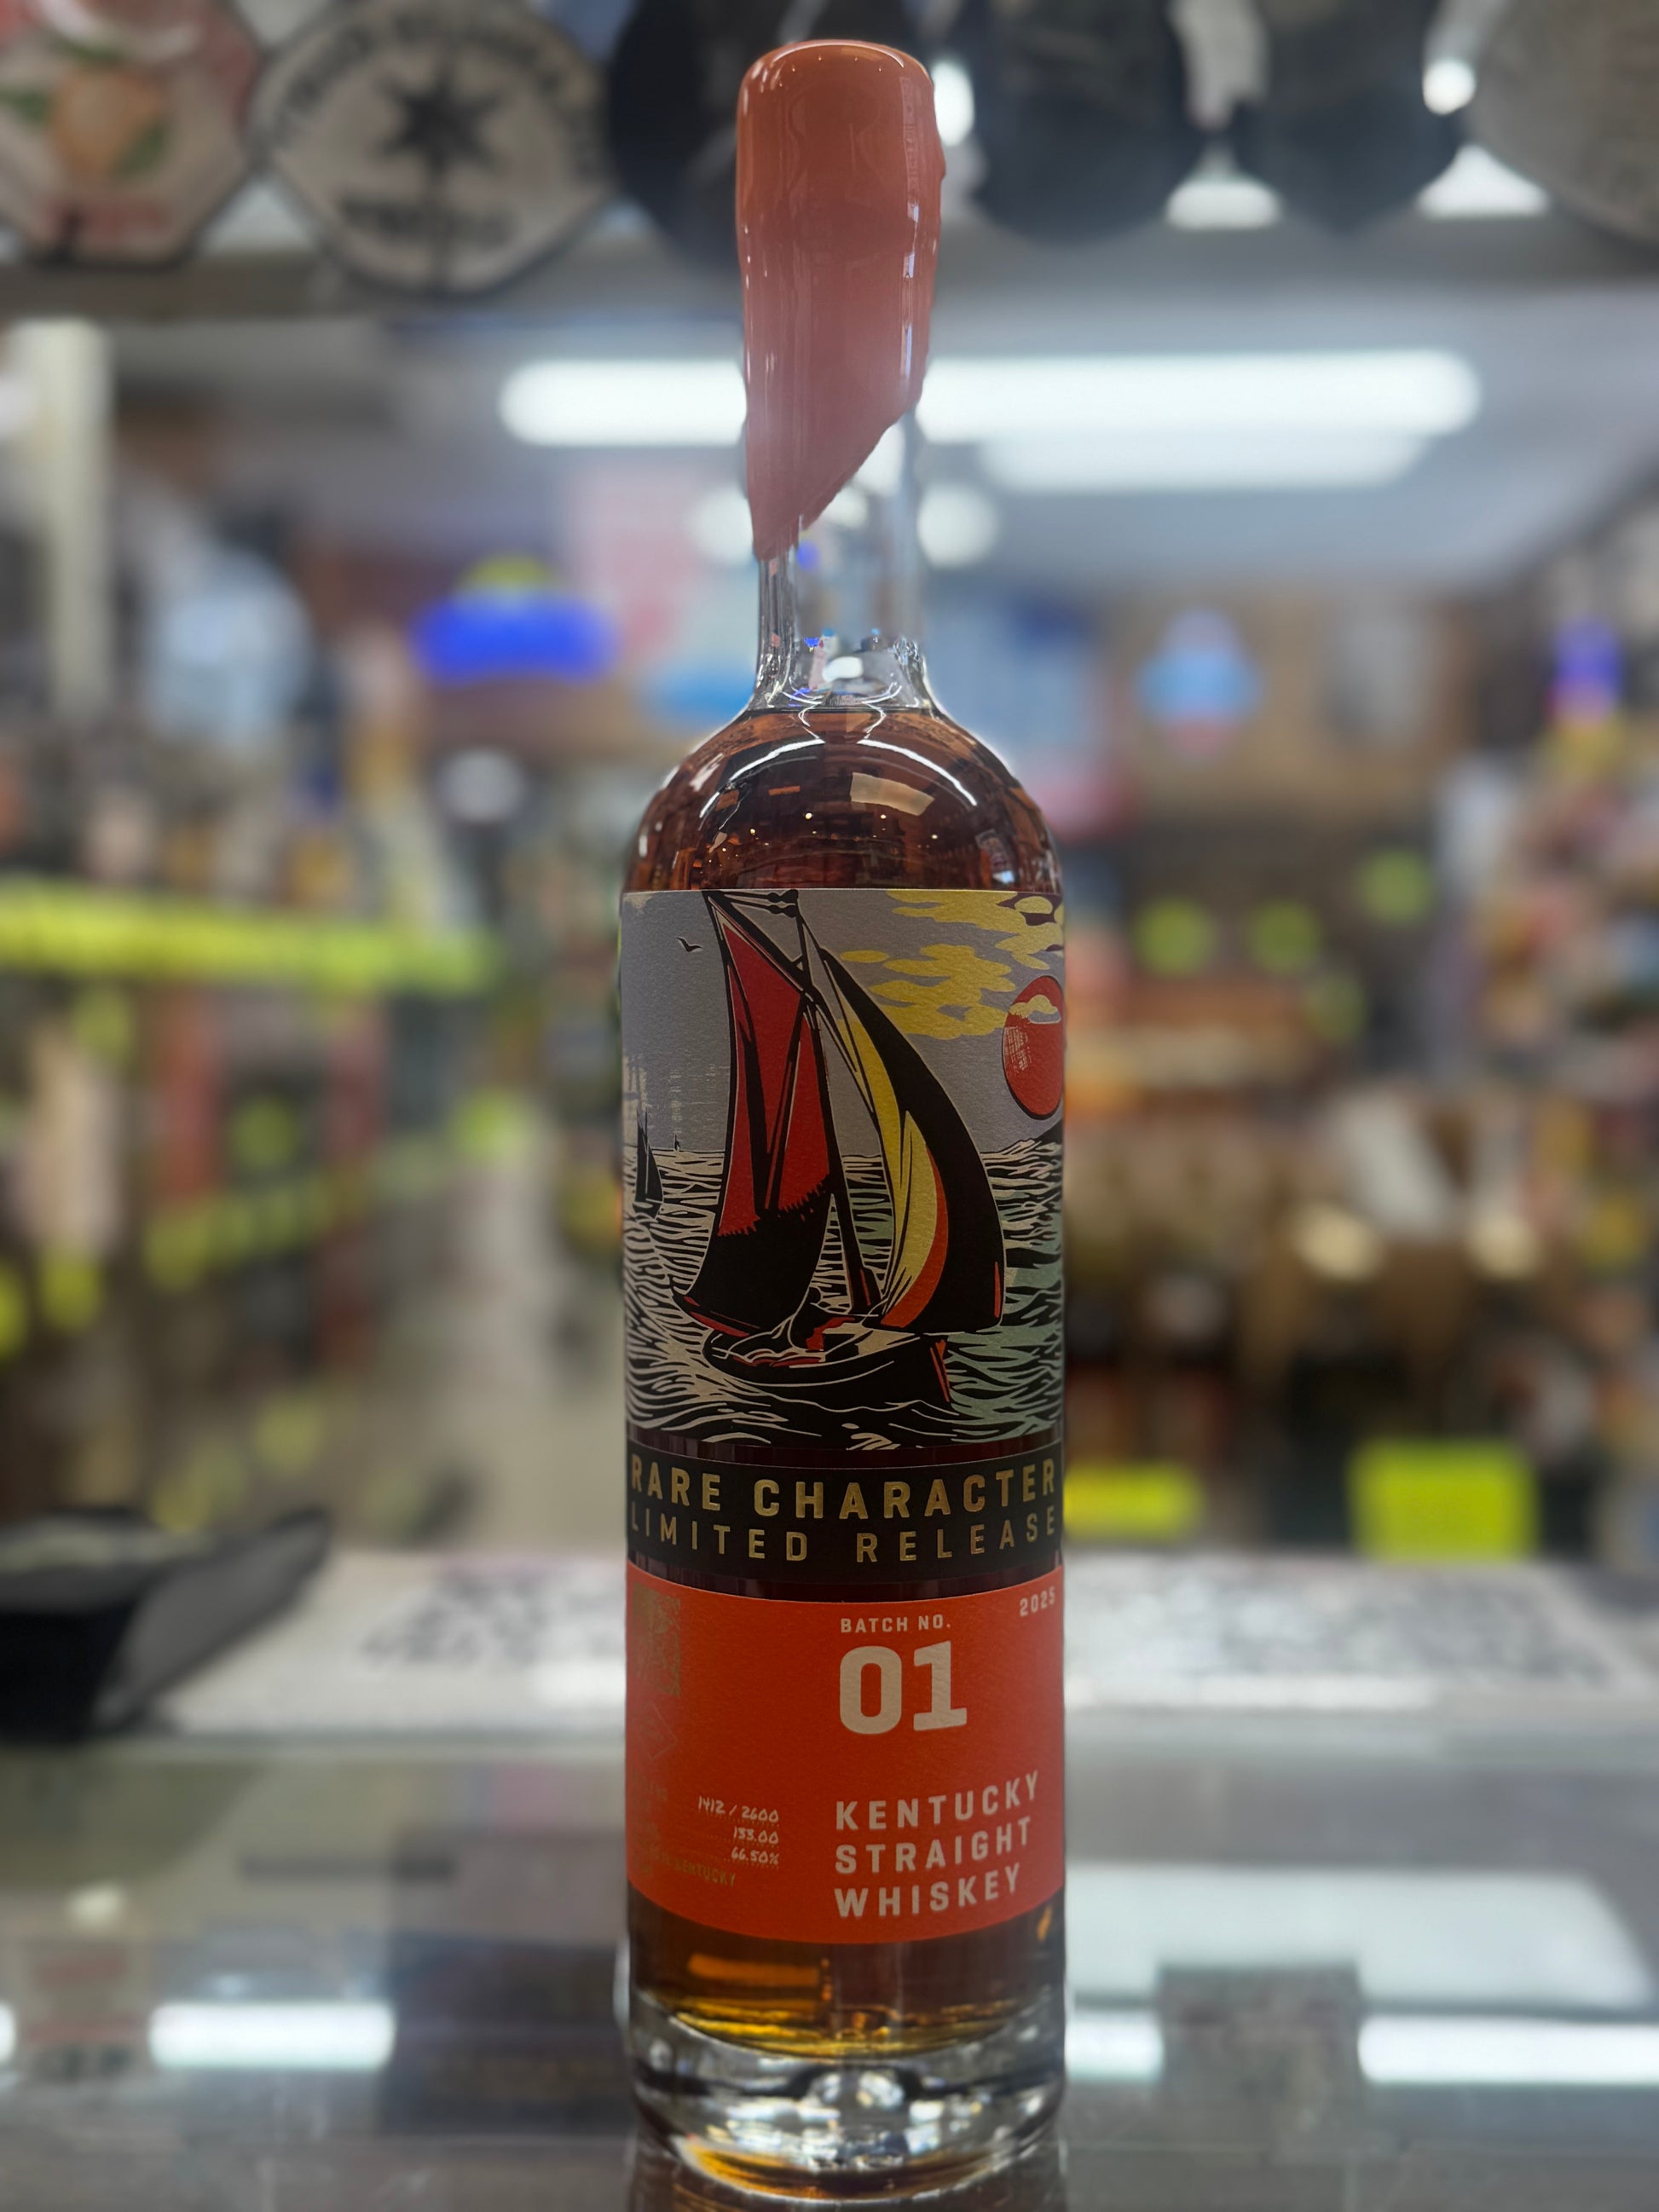 RARE CHARACTER
LIMITED RELEASE
2025
BATCH NO.
01
1412 / 2600
133.00
66.50%
KENTUCKY
KENTUCKY
STRAIGHT
WHISKEY